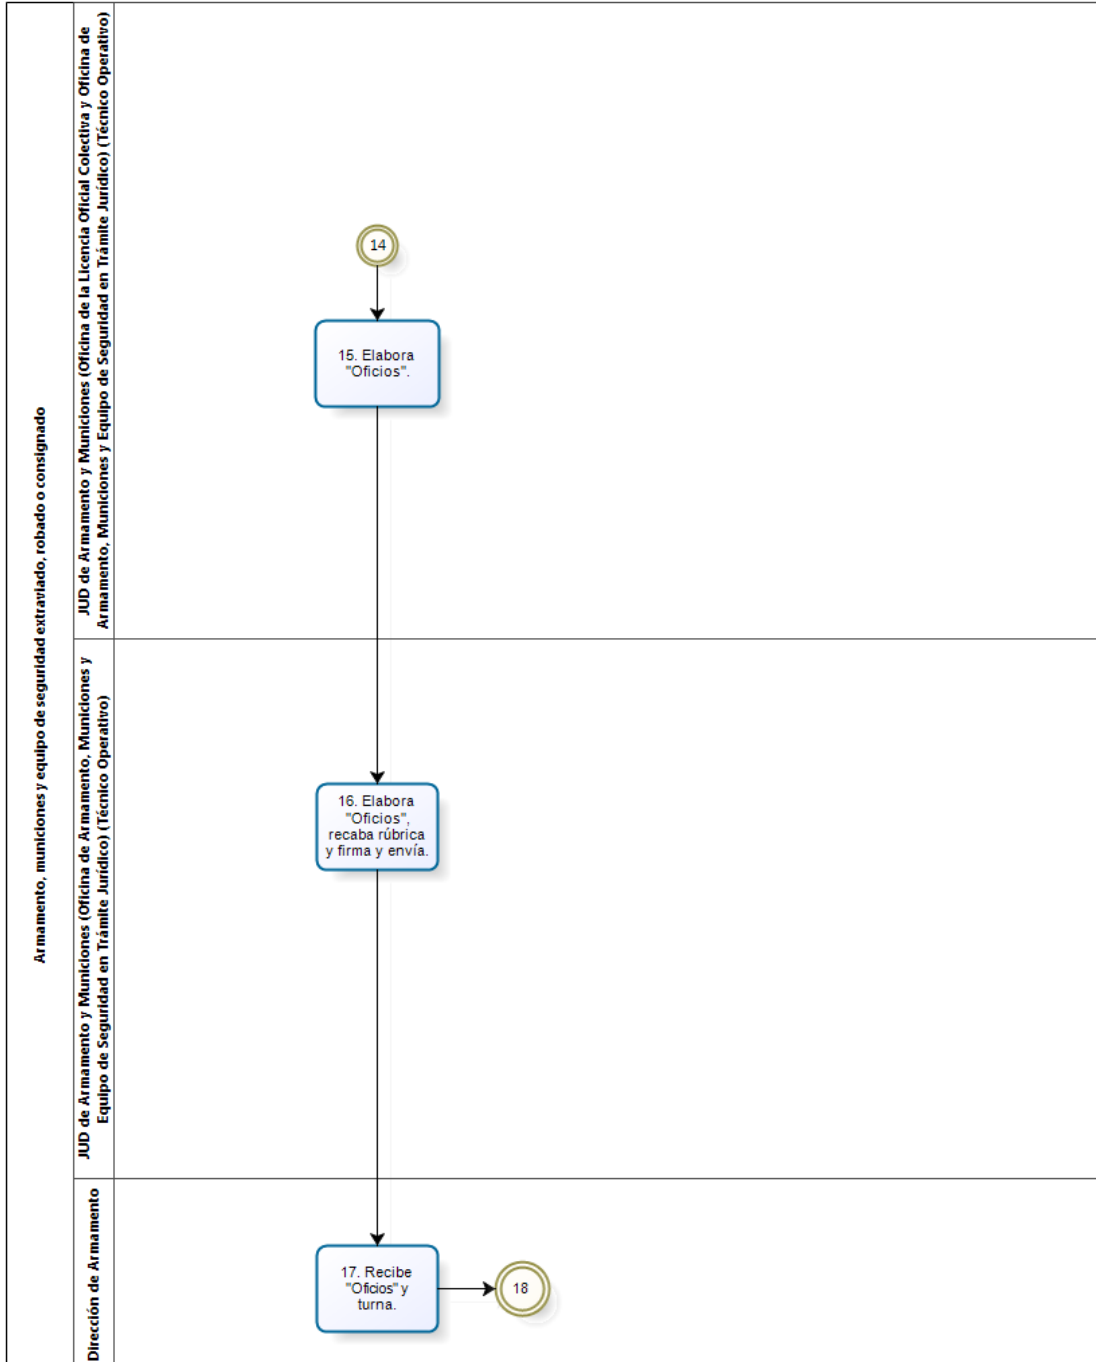 Armamento, municiones y equipo de seguridad extraviado, robado o consignado
JUD de Armamento y Municiones (Oficina de la Licencia Oficial Colectiva y Oficina de
Armamento, Municiones y Equipo de Seguridad en Trámite Jurídico) (Técnico Operativo)
14
15. Elabora
"Oficios".
JUD de Armamento y Municiones (Oficina de Armamento, Municiones y
Equipo de Seguridad en Trámite Jurídico) (Técnico Operativo)
16. Elabora
"Oficios",
recaba rúbrica
y firma y envía.
Dirección de Armamento
17. Recibe
"Oficios" y
turna.
18